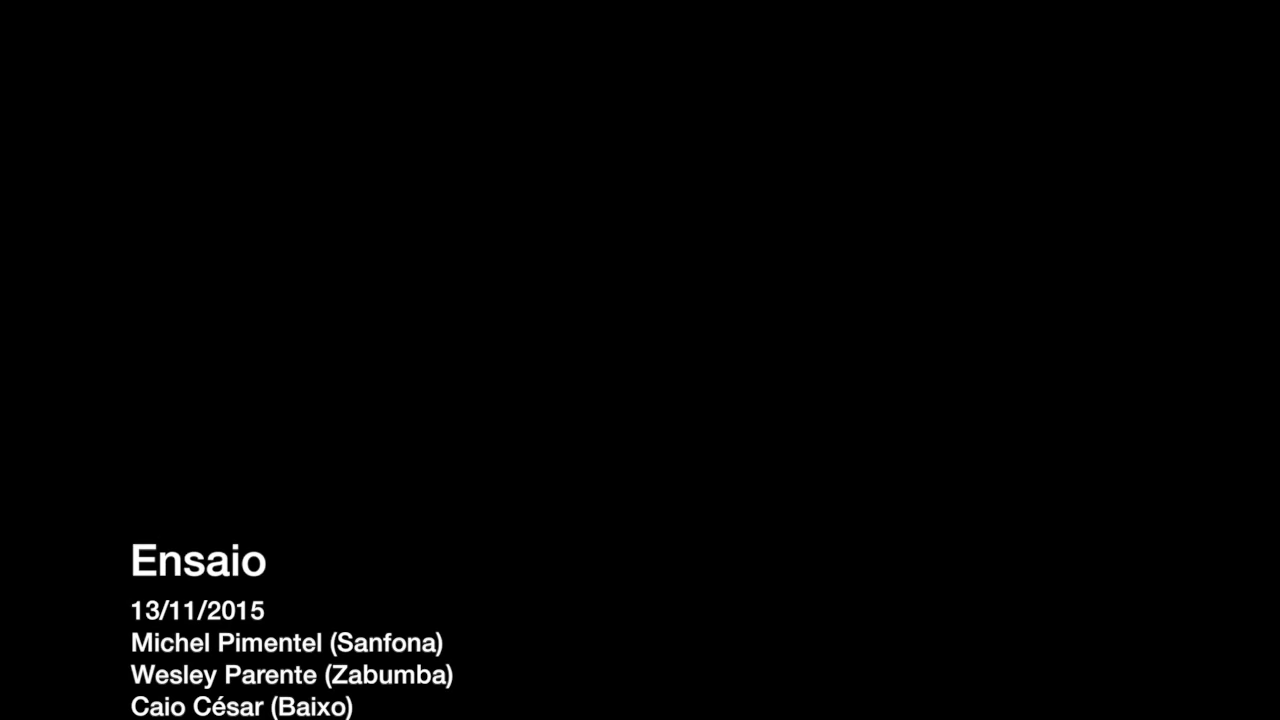 Ensaio
13/11/2015
Michel Pimentel (Sanfona)
Wesley Parente (Zabumba)
Caio César (Baixo)